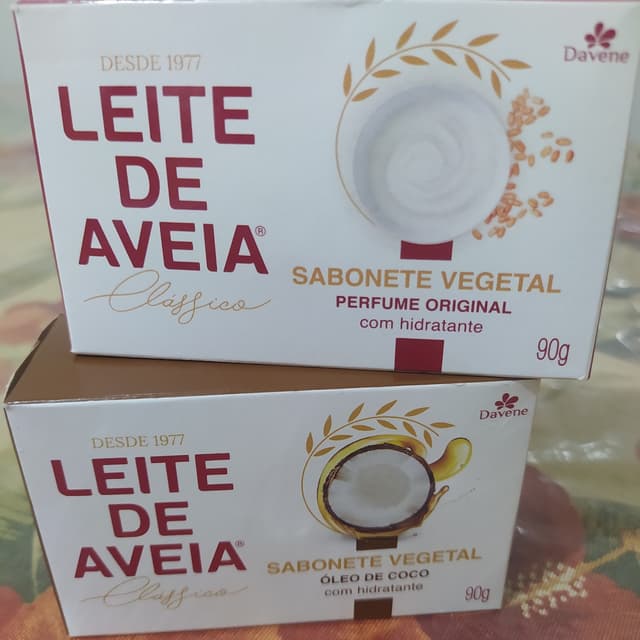 DESDE 1977
LEITE
DE
AVEIA®
Clássico
Davene
SABONETE VEGETAL
PERFUME ORIGINAL
com hidratante
90g
DESDE 1977
LEITE
DE
AVEIA®
Clássico
Davene
SABONETE VEGETAL
ÓLEO DE COCO
com hidratante
90g